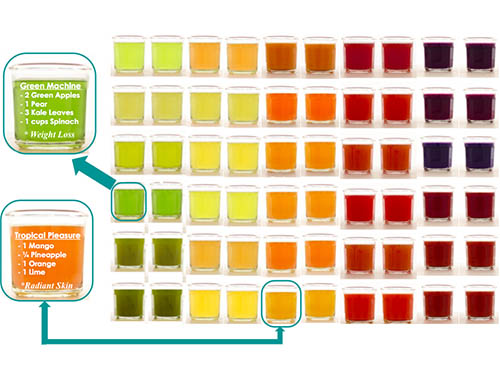 Green Machine
- 2 Green Apples
- 1 Pear
- 3 Kale Leaves
- 1 cups Spinach
* Weight Loss
Tropical Pleasure
- 1 Mango
- ¼ Pineapple
- 1 Orange
- 1 Lime
*Radiant Skin